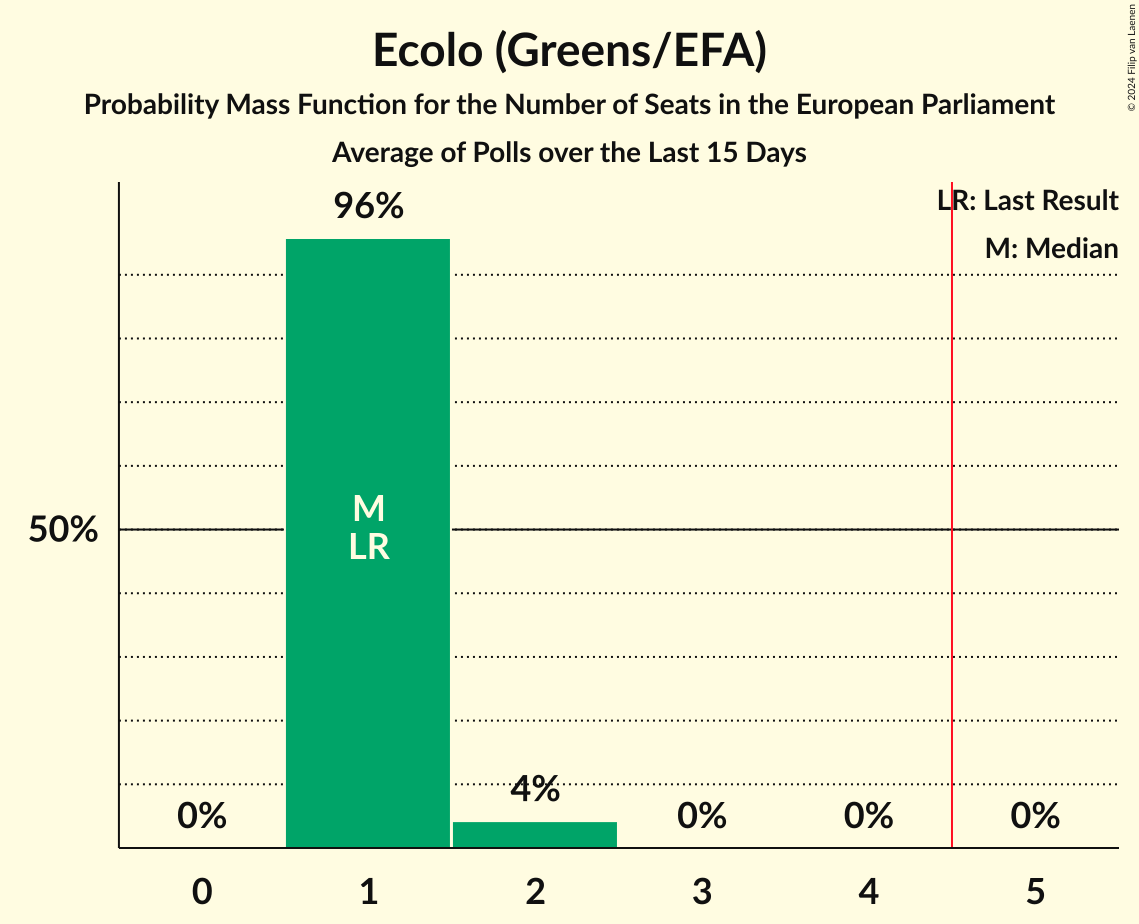 Ecolo (Greens/EFA)
Probability Mass Function for the Number of Seats in the European Parliament
Average of Polls over the Last 15 Days
© 2024 Filip van Laenen
LR: Last Result
M: Median
96%
M
LR
50%
4%
0%
0%
0%
0%
0 1 2 3 4 5